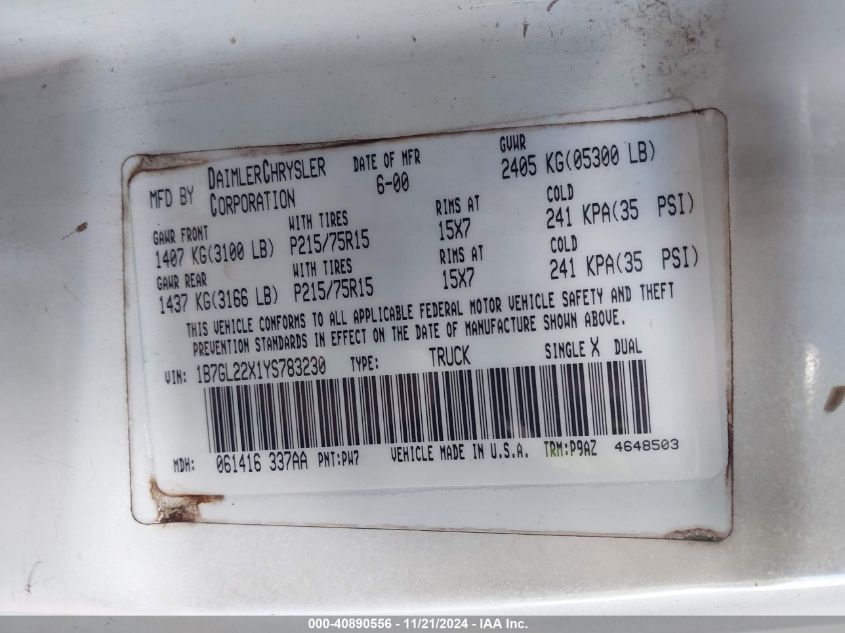 MFD BY DAIMLERCHRYSLER CORPORATION DATE OF MFR 6-00 GVWR 2405 KG(05300 LB)
GAWR FRONT WITH TIRES RIMS AT COLD
1407 KG(3100 LB) P215/75R15 15X7 241 KPA(35 PSI)
GAWR REAR WITH TIRES RIMS AT COLD
1437 KG(3166 LB) P215/75R15 15X7 241 KPA(35 PSI)
THIS VEHICLE CONFORMS TO ALL APPLICABLE FEDERAL MOTOR VEHICLE SAFETY AND THEFT
PREVENTION STANDARDS IN EFFECT ON THE DATE OF MANUFACTURE SHOWN ABOVE.
VIN: 1B7GL22X1YS783230 TYPE: TRUCK SINGLE X DUAL
MDH: 061416 337AA PNT:PW7 VEHICLE MADE IN U.S.A. TRM:P9AZ 4648503
000-40890556 - 11/21/2024 - IAA Inc.